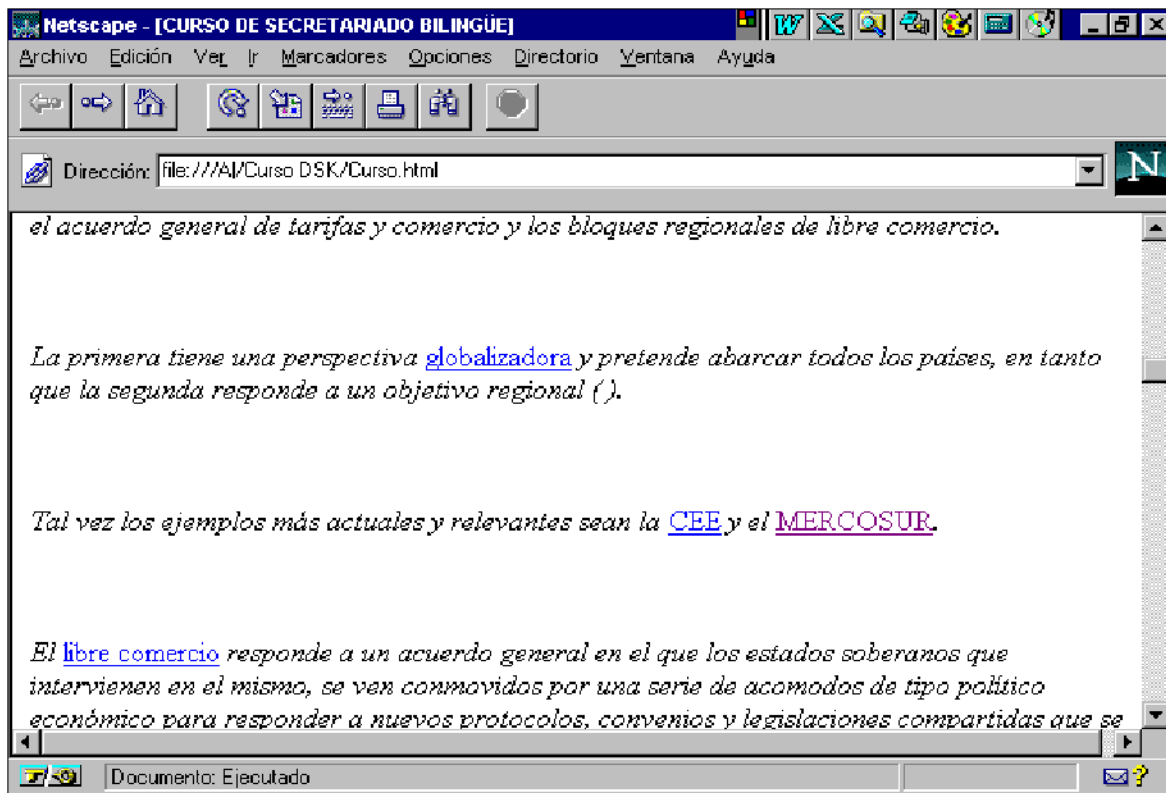 Netscape - [CURSO DE SECRETARIADO BILINGÜE]
Archivo Edición Ver Ir Marcadores Opciones Directorio Ventana Ayuda
Dirección: file:///A|/Curso DSK/Curso.html
N
el acuerdo general de tarifas y comercio y los bloques regionales de libre comercio.
La primera tiene una perspectiva globalizadora y pretende abarcar todos los países, en tanto
que la segunda responde a un objetivo regional ( ).
Tal vez los ejemplos más actuales y relevantes sean la CEE y el MERCOSUR.
El libre comercio responde a un acuerdo general en el que los estados soberanos que
intervienen en el mismo, se ven conmovidos por una serie de acomodos de tipo político
económico para responder a nuevos protocolos, convenios y legislaciones compartidas que se
Documento: Ejecutado